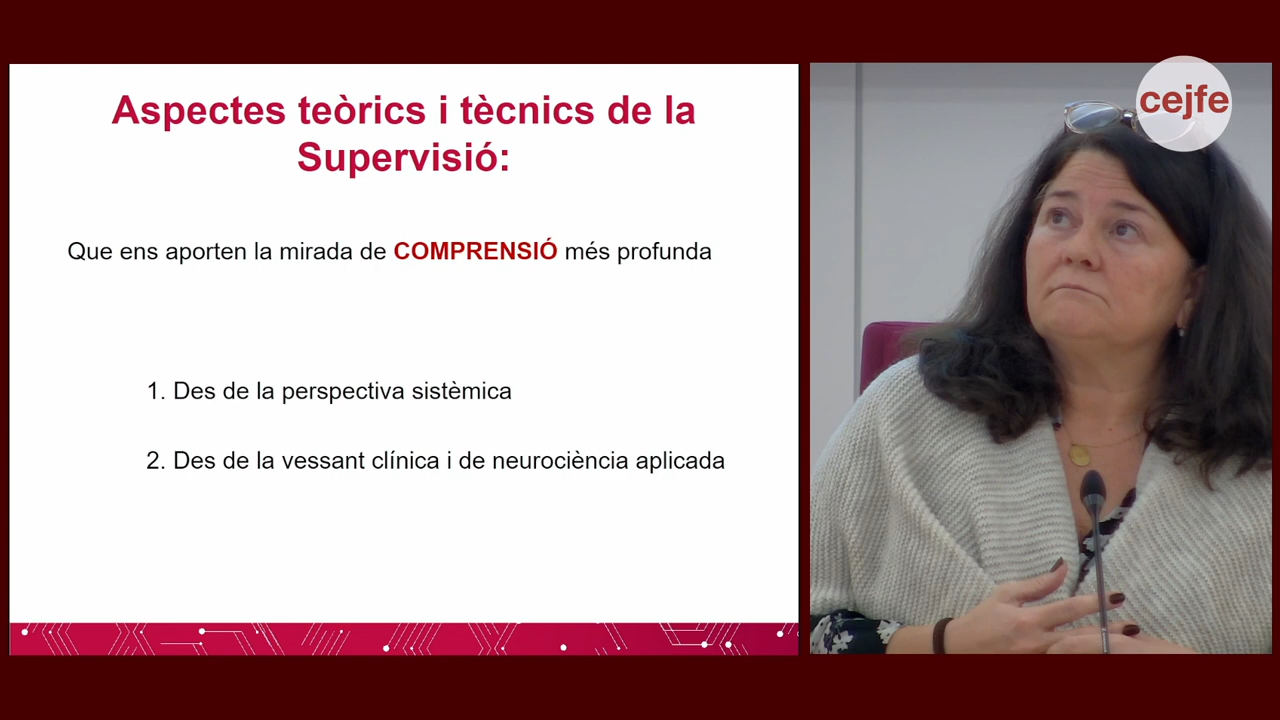 Aspectes teòrics i tècnics de la
Supervisió:
Que ens aporten la mirada de COMPRENSIÓ més profunda
1. Des de la perspectiva sistèmica
2. Des de la vessant clínica i de neurociència aplicada
cejfe